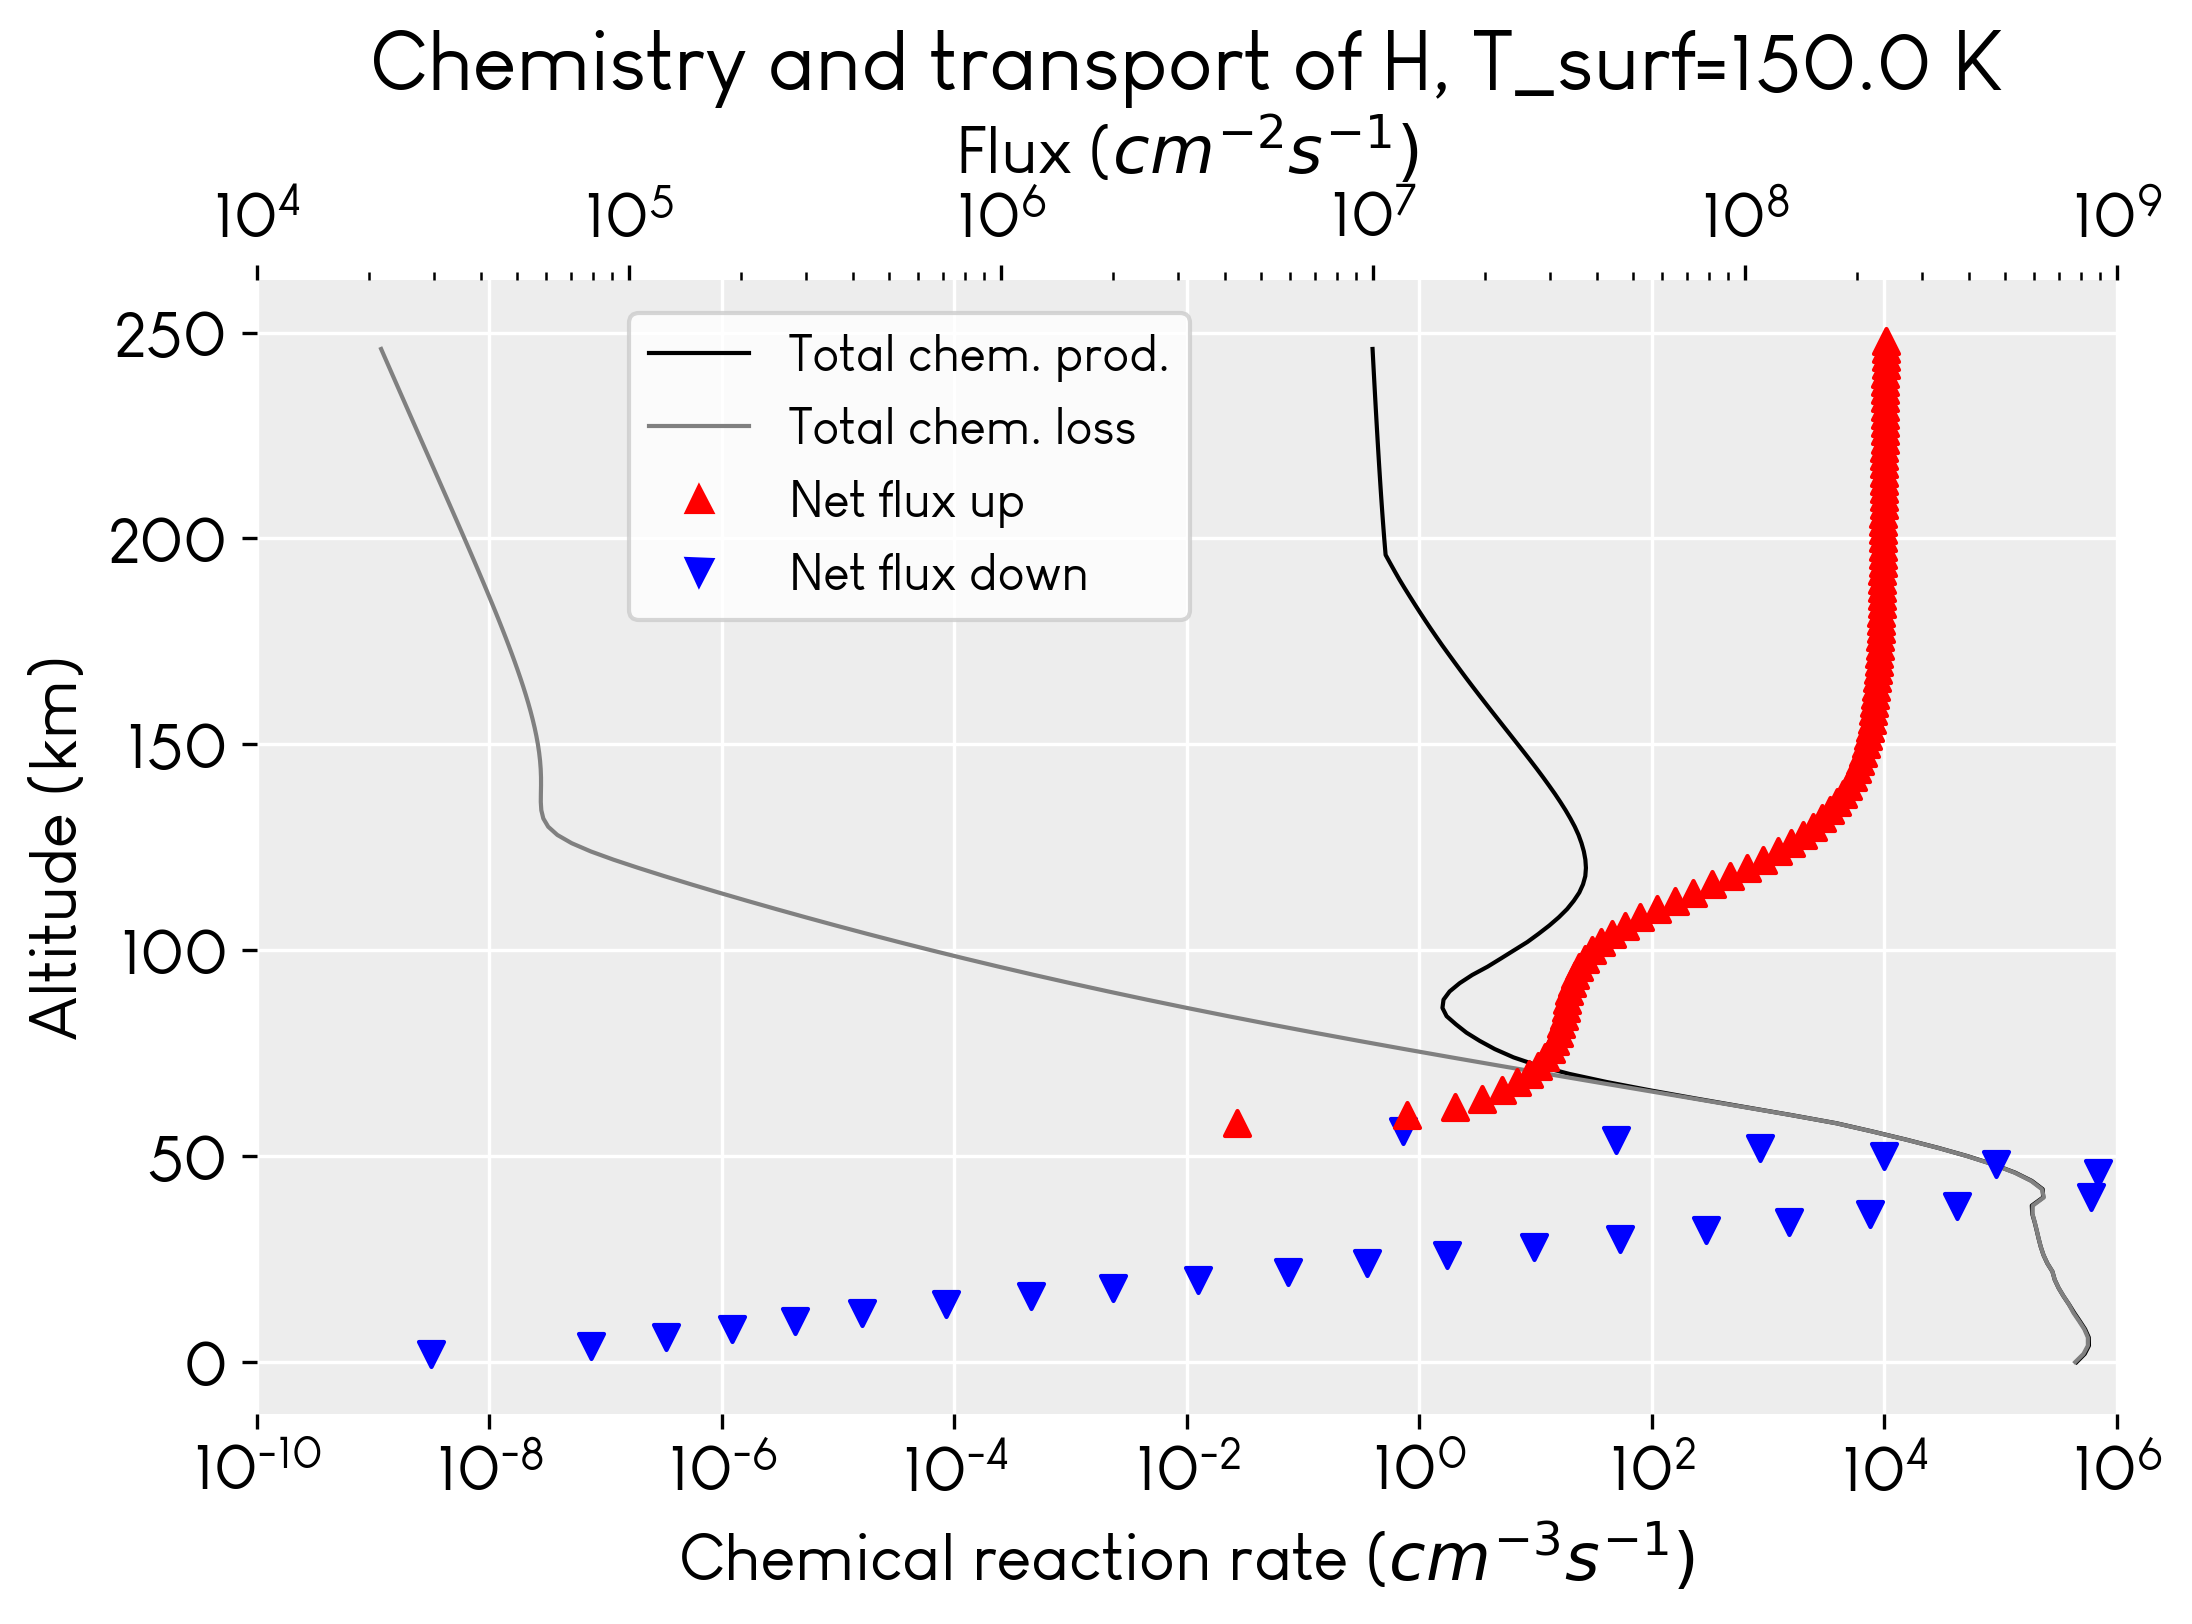 Chemistry and transport of H, T_surf=150.0 K
Flux (cm⁻²s⁻¹)
10⁴ 10⁵ 10⁶ 10⁷ 10⁸ 10⁹
Total chem. prod.
Total chem. loss
Net flux up
Net flux down
Altitude (km)
250
200
150
100
50
0
10⁻¹⁰ 10⁻⁸ 10⁻⁶ 10⁻⁴ 10⁻² 10⁰ 10² 10⁴ 10⁶
Chemical reaction rate (cm⁻³s⁻¹)